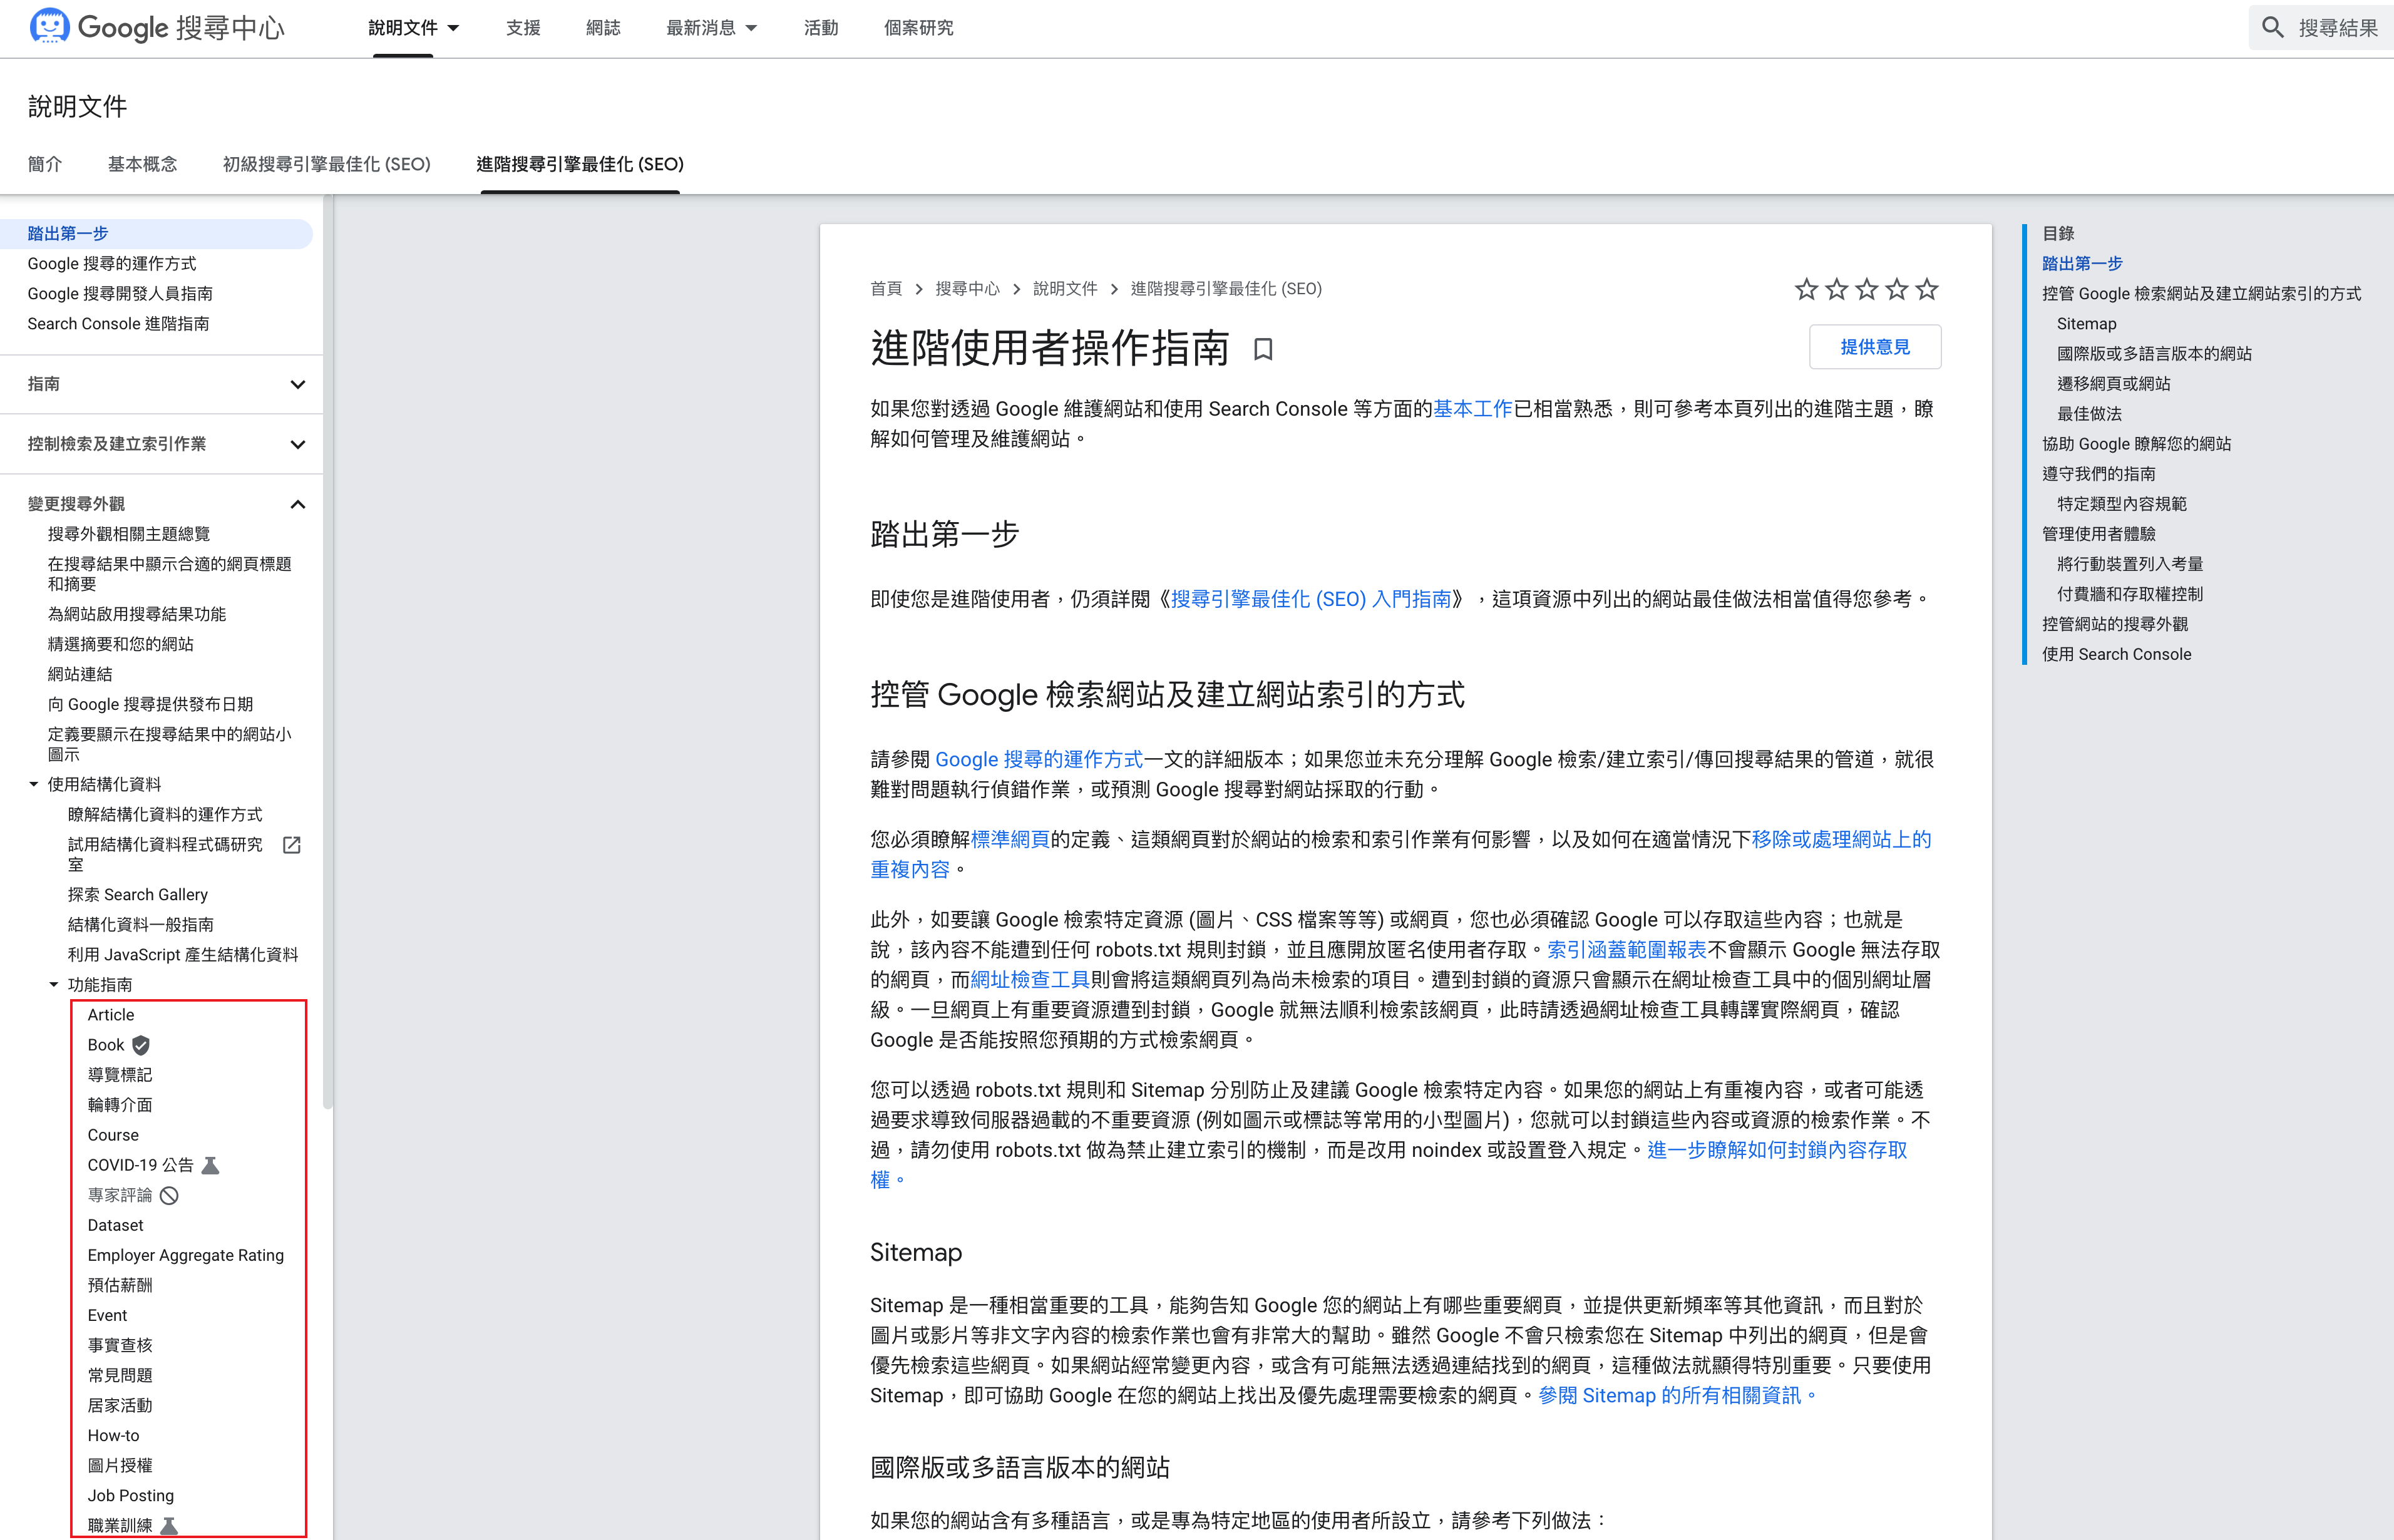 Google 搜尋中心
說明文件
支援
網誌
最新消息
活動
個案研究
搜尋結果
說明文件
簡介
基本概念
初級搜尋引擎最佳化 (SEO)
進階搜尋引擎最佳化 (SEO)
踏出第一步
Google 搜尋的運作方式
Google 搜尋開發人員指南
Search Console 進階指南
指南
控制檢索及建立索引作業
變更搜尋外觀
搜尋外觀相關主題總覽
在搜尋結果中顯示合適的網頁標題
和摘要
為網站啟用搜尋結果功能
精選摘要和您的網站
網站連結
向 Google 搜尋提供發布日期
定義要顯示在搜尋結果中的網站小
圖示
使用結構化資料
瞭解結構化資料的運作方式
試用結構化資料程式碼研究
室
探索 Search Gallery
結構化資料一般指南
利用 JavaScript 產生結構化資料
功能指南
Article
Book
導覽標記
輪轉介面
Course
COVID-19 公告
專家評論
Dataset
Employer Aggregate Rating
預估薪酬
Event
事實查核
常見問題
居家活動
How-to
圖片授權
Job Posting
職業訓練
首頁
搜尋中心
說明文件
進階搜尋引擎最佳化 (SEO)
進階使用者操作指南
提供意見
如果您對透過 Google 維護網站和使用 Search Console 等方面的基本工作已相當熟悉，則可參考本頁列出的進階主題，瞭
解如何管理及維護網站。
踏出第一步
即使您是進階使用者，仍須詳閱《搜尋引擎最佳化 (SEO) 入門指南》，這項資源中列出的網站最佳做法相當值得您參考。
控管 Google 檢索網站及建立網站索引的方式
請參閱 Google 搜尋的運作方式一文的詳細版本；如果您並未充分理解 Google 檢索/建立索引/傳回搜尋結果的管道，就很
難對問題執行偵錯作業，或預測 Google 搜尋對網站採取的行動。
您必須瞭解標準網頁的定義、這類網頁對於網站的檢索和索引作業有何影響，以及如何在適當情況下移除或處理網站上的
重複內容。
此外，如要讓 Google 檢索特定資源 (圖片、CSS 檔案等等) 或網頁，您也必須確認 Google 可以存取這些內容；也就是
說，該內容不能遭到任何 robots.txt 規則封鎖，並且應開放匿名使用者存取。索引涵蓋範圍報表不會顯示 Google 無法存取
的網頁，而網址檢查工具則會將這類網頁列為尚未檢索的項目。遭到封鎖的資源只會顯示在網址檢查工具中的個別網址層
級。一旦網頁上有重要資源遭到封鎖，Google 就無法順利檢索該網頁，此時請透過網址檢查工具轉譯實際網頁，確認
Google 是否能按照您預期的方式檢索網頁。
您可以透過 robots.txt 規則和 Sitemap 分別防止及建議 Google 檢索特定內容。如果您的網站上有重複內容，或者可能透
過要求導致伺服器過載的不重要資源 (例如圖示或標誌等常用的小型圖片)，您就可以封鎖這些內容或資源的檢索作業。不
過，請勿使用 robots.txt 做為禁止建立索引的機制，而是改用 noindex 或設置登入規定。進一步瞭解如何封鎖內容存取
權。
Sitemap
Sitemap 是一種相當重要的工具，能夠告知 Google 您的網站上有哪些重要網頁，並提供更新頻率等其他資訊，而且對於
圖片或影片等非文字內容的檢索作業也會有非常大的幫助。雖然 Google 不會只檢索您在 Sitemap 中列出的網頁，但是會
優先檢索這些網頁。如果網站經常變更內容，或含有可能無法透過連結找到的網頁，這種做法就顯得特別重要。只要使用
Sitemap，即可協助 Google 在您的網站上找出及優先處理需要檢索的網頁。參閱 Sitemap 的所有相關資訊。
國際版或多語言版本的網站
如果您的網站含有多種語言，或是專為特定地區的使用者所設立，請參考下列做法：
目錄
踏出第一步
控管 Google 檢索網站及建立網站索引的方式
Sitemap
國際版或多語言版本的網站
遷移網頁或網站
最佳做法
協助 Google 瞭解您的網站
遵守我們的指南
特定類型內容規範
管理使用者體驗
將行動裝置列入考量
付費牆和存取權控制
控管網站的搜尋外觀
使用 Search Console